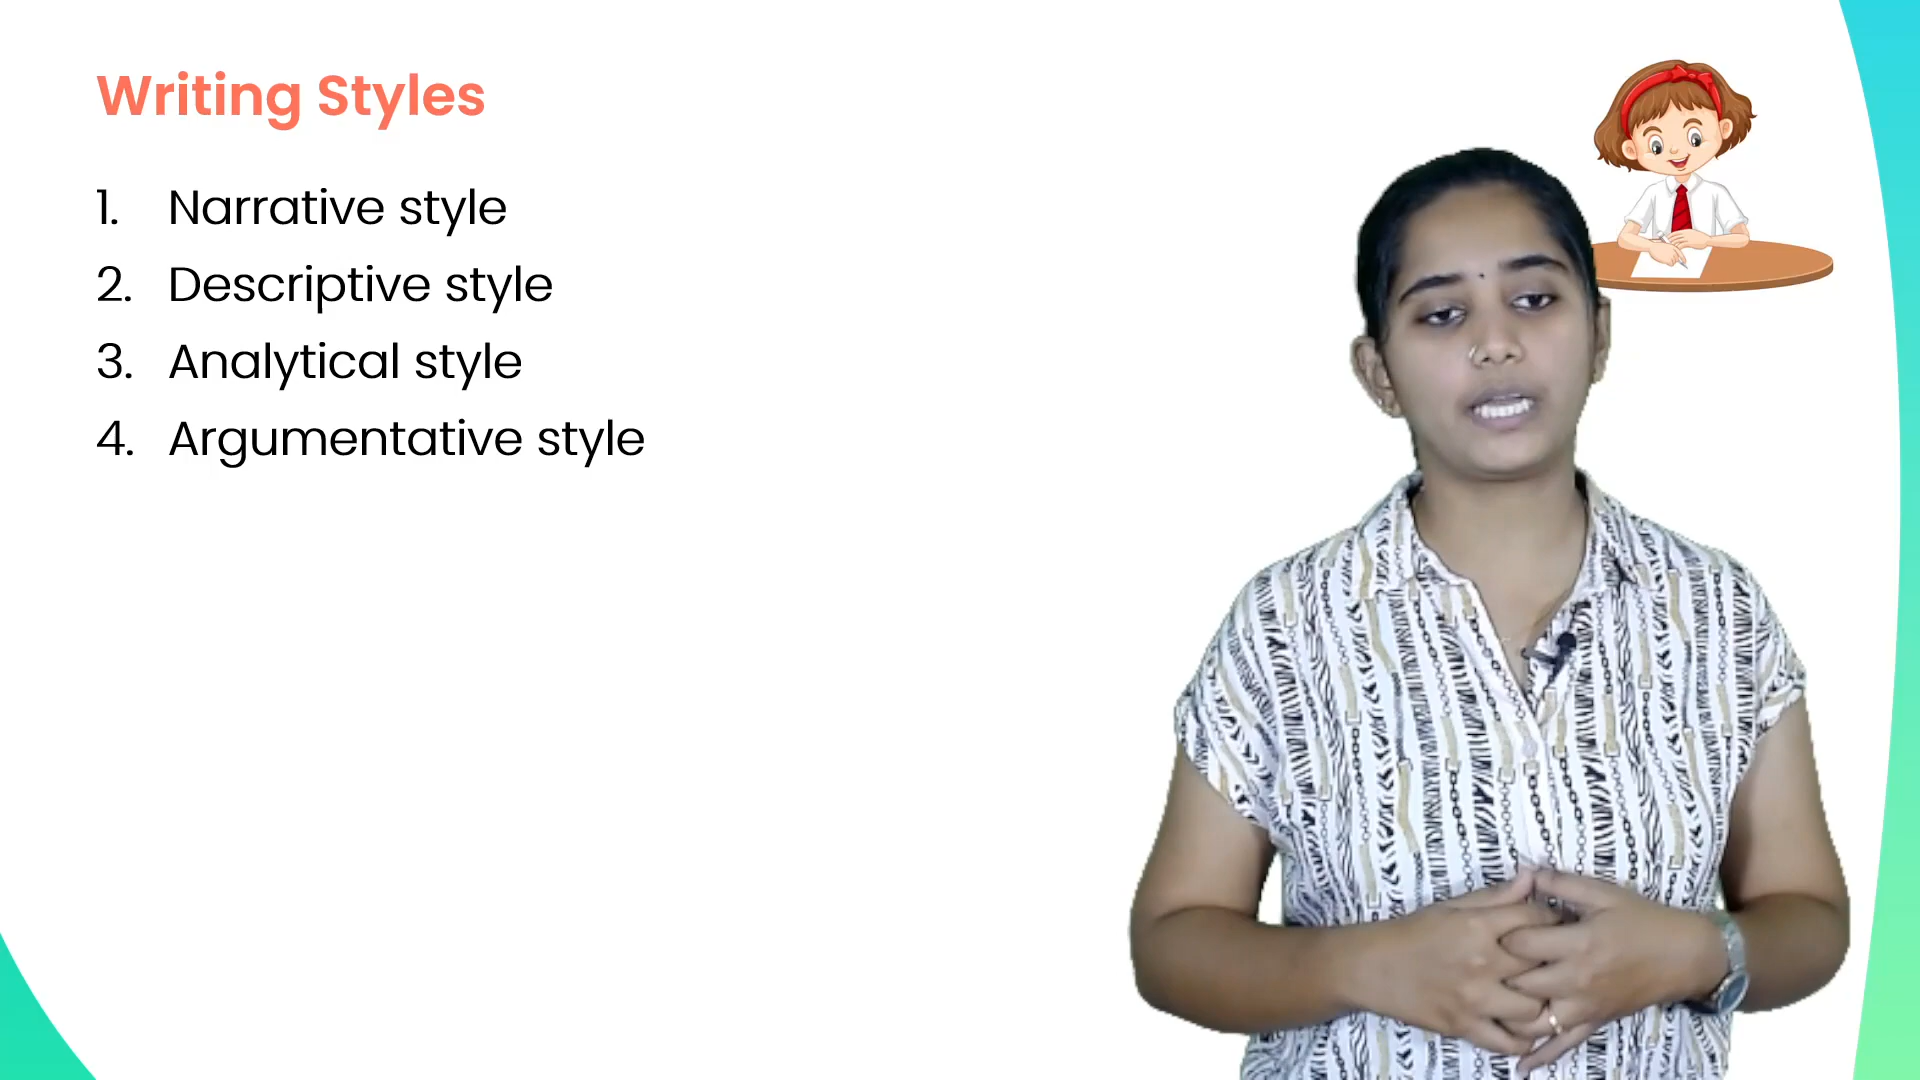 Writing Styles
1. Narrative style
2. Descriptive style
3. Analytical style
4. Argumentative style